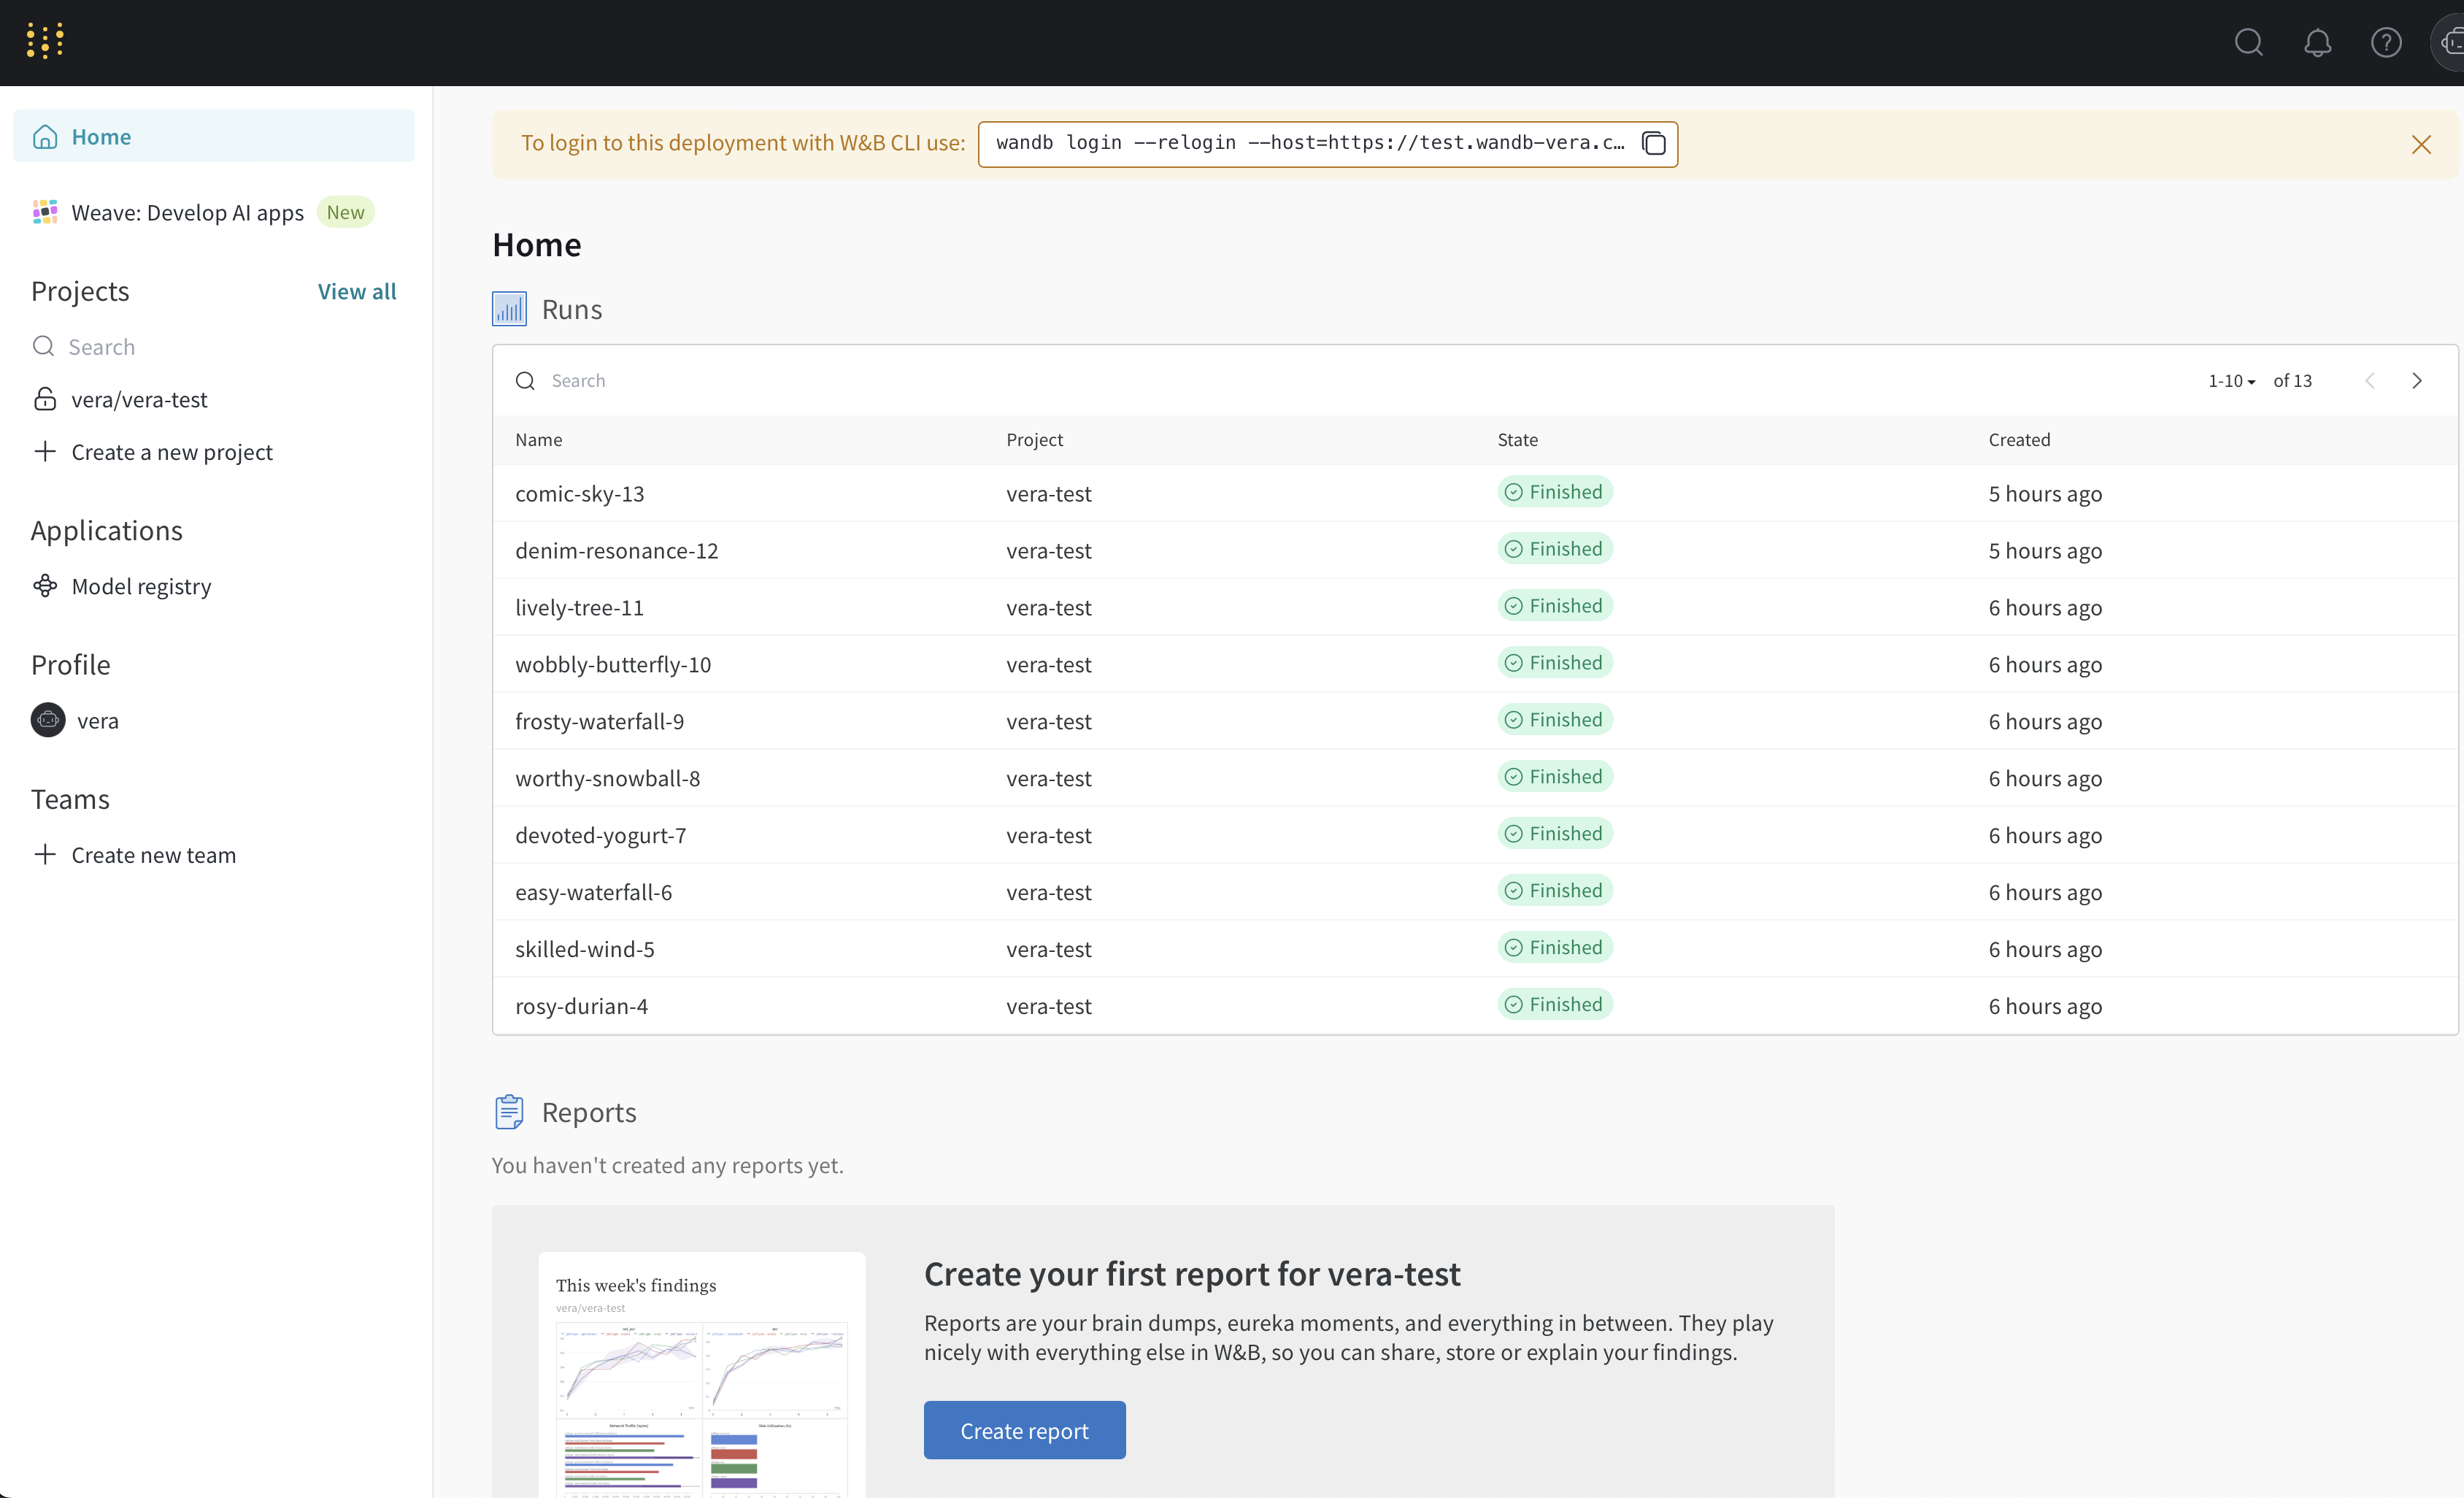 Home
Weave: Develop AI apps New
Projects View all
Search
vera/vera-test
Create a new project
Applications
Model registry
Profile
vera
Teams
Create new team
To login to this deployment with W&B CLI use: wandb login --relogin --host=https://test.wandb-vera.c…
Home
Runs
Search 1-10 of 13
Name Project State Created
comic-sky-13 vera-test Finished 5 hours ago
denim-resonance-12 vera-test Finished 5 hours ago
lively-tree-11 vera-test Finished 6 hours ago
wobbly-butterfly-10 vera-test Finished 6 hours ago
frosty-waterfall-9 vera-test Finished 6 hours ago
worthy-snowball-8 vera-test Finished 6 hours ago
devoted-yogurt-7 vera-test Finished 6 hours ago
easy-waterfall-6 vera-test Finished 6 hours ago
skilled-wind-5 vera-test Finished 6 hours ago
rosy-durian-4 vera-test Finished 6 hours ago
Reports
You haven't created any reports yet.
This week's findings
vera/vera-test
Create your first report for vera-test
Reports are your brain dumps, eureka moments, and everything in between. They play
nicely with everything else in W&B, so you can share, store or explain your findings.
Create report